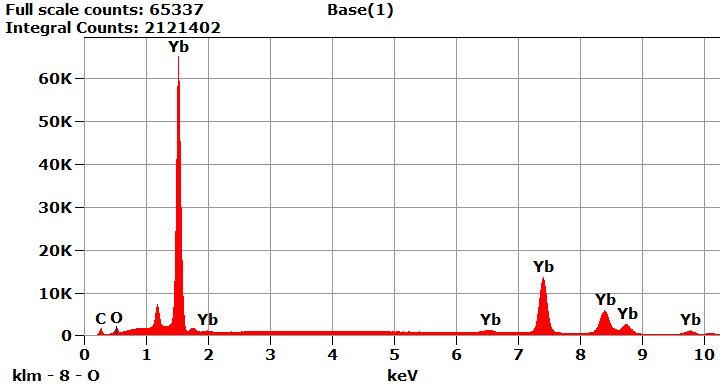 Full scale counts: 65337 Base(1)
Integral Counts: 2121402
Yb
60K
50K
40K
30K
20K
Yb
10K
Yb
C O Yb Yb Yb Yb
0
0 1 2 3 4 5 6 7 8 9 10
klm - 8 - O keV